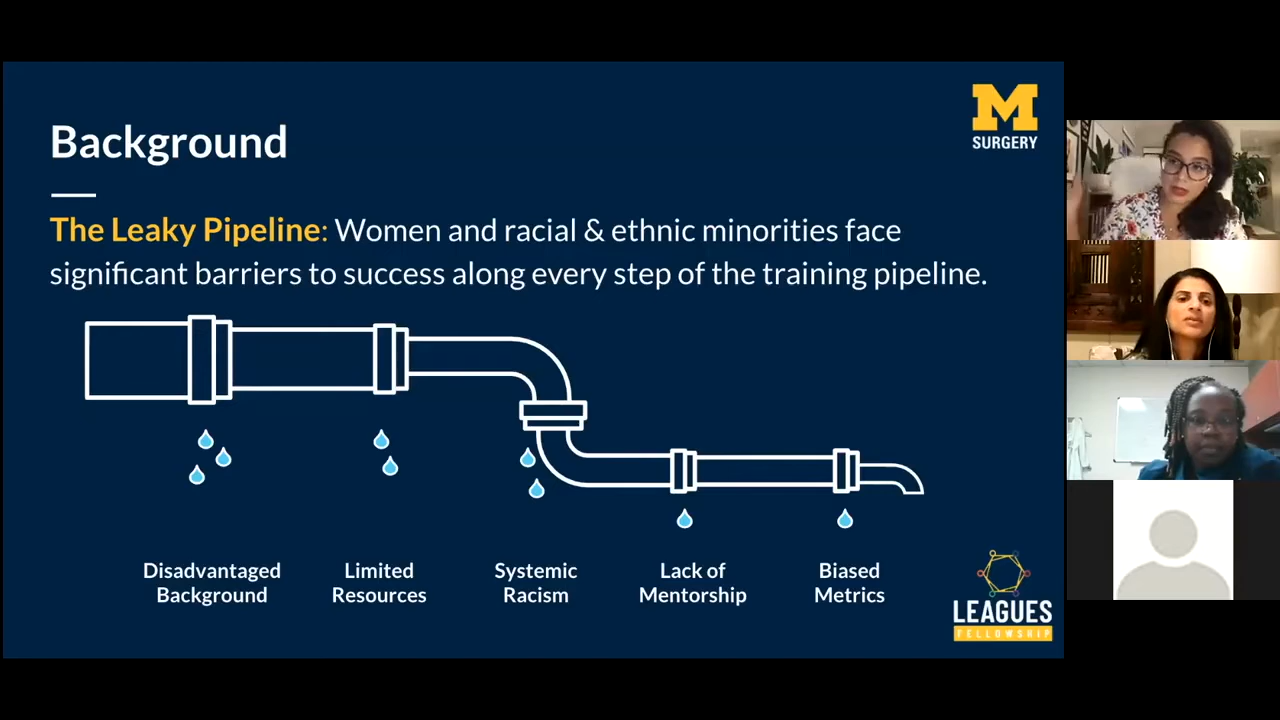 Background
M
SURGERY
The Leaky Pipeline: Women and racial & ethnic minorities face
significant barriers to success along every step of the training pipeline.
Disadvantaged
Background
Limited
Resources
Systemic
Racism
Lack of
Mentorship
Biased
Metrics
LEAGUES
FELLOWSHIP